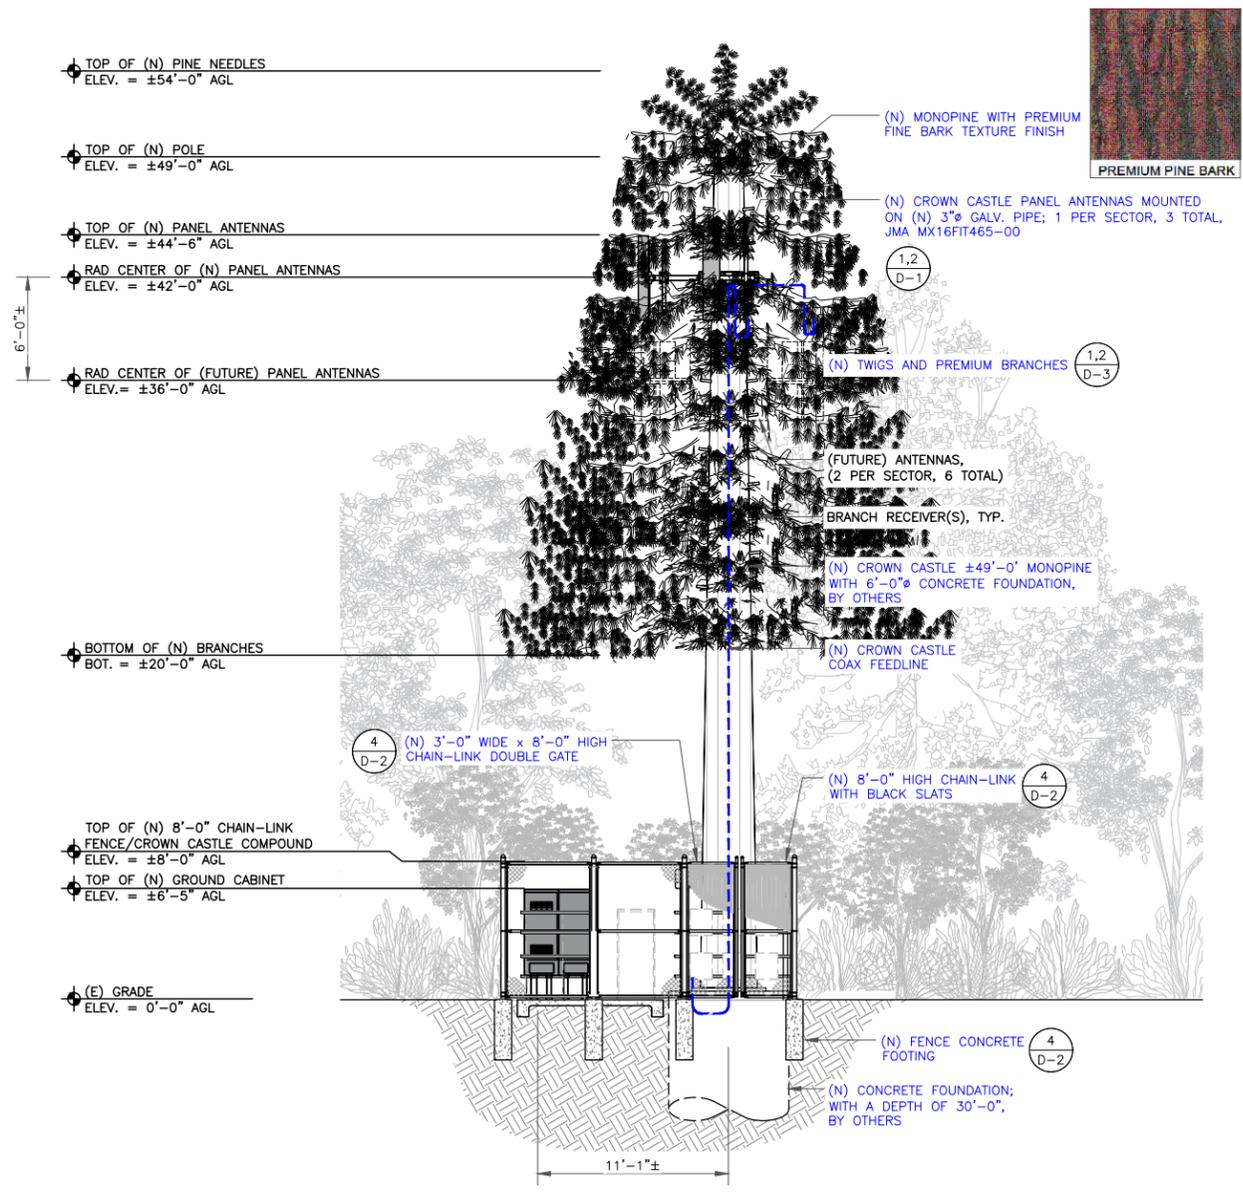 TOP OF (N) PINE NEEDLES
ELEV. = ±54'-0" AGL
TOP OF (N) POLE
ELEV. = ±49'-0" AGL
TOP OF (N) PANEL ANTENNAS
ELEV. = ±44'-6" AGL
RAD CENTER OF (N) PANEL ANTENNAS
ELEV. = ±42'-0" AGL
6'-0"±
RAD CENTER OF (FUTURE) PANEL ANTENNAS
ELEV.= ±36'-0" AGL
BOTTOM OF (N) BRANCHES
BOT. = ±20'-0" AGL
4
D-2
(N) 3'-0" WIDE x 8'-0" HIGH
CHAIN-LINK DOUBLE GATE
TOP OF (N) 8'-0" CHAIN-LINK
FENCE/CROWN CASTLE COMPOUND
ELEV. = ±8'-0" AGL
TOP OF (N) GROUND CABINET
ELEV. = ±6'-5" AGL
(E) GRADE
ELEV. = 0'-0" AGL
PREMIUM PINE BARK
(N) MONOPINE WITH PREMIUM
FINE BARK TEXTURE FINISH
(N) CROWN CASTLE PANEL ANTENNAS MOUNTED
ON (N) 3"ø GALV. PIPE; 1 PER SECTOR, 3 TOTAL,
JMA MX16FIT465-00
1,2
D-1
(N) TWIGS AND PREMIUM BRANCHES
1,2
D-3
(FUTURE) ANTENNAS,
(2 PER SECTOR, 6 TOTAL)
BRANCH RECEIVER(S), TYP.
(N) CROWN CASTLE ±49'-0' MONOPINE
WITH 6'-0"ø CONCRETE FOUNDATION,
BY OTHERS
(N) CROWN CASTLE
COAX FEEDLINE
(N) 8'-0" HIGH CHAIN-LINK
WITH BLACK SLATS
4
D-2
(N) FENCE CONCRETE
FOOTING
4
D-2
(N) CONCRETE FOUNDATION;
WITH A DEPTH OF 30'-0",
BY OTHERS
11'-1"±